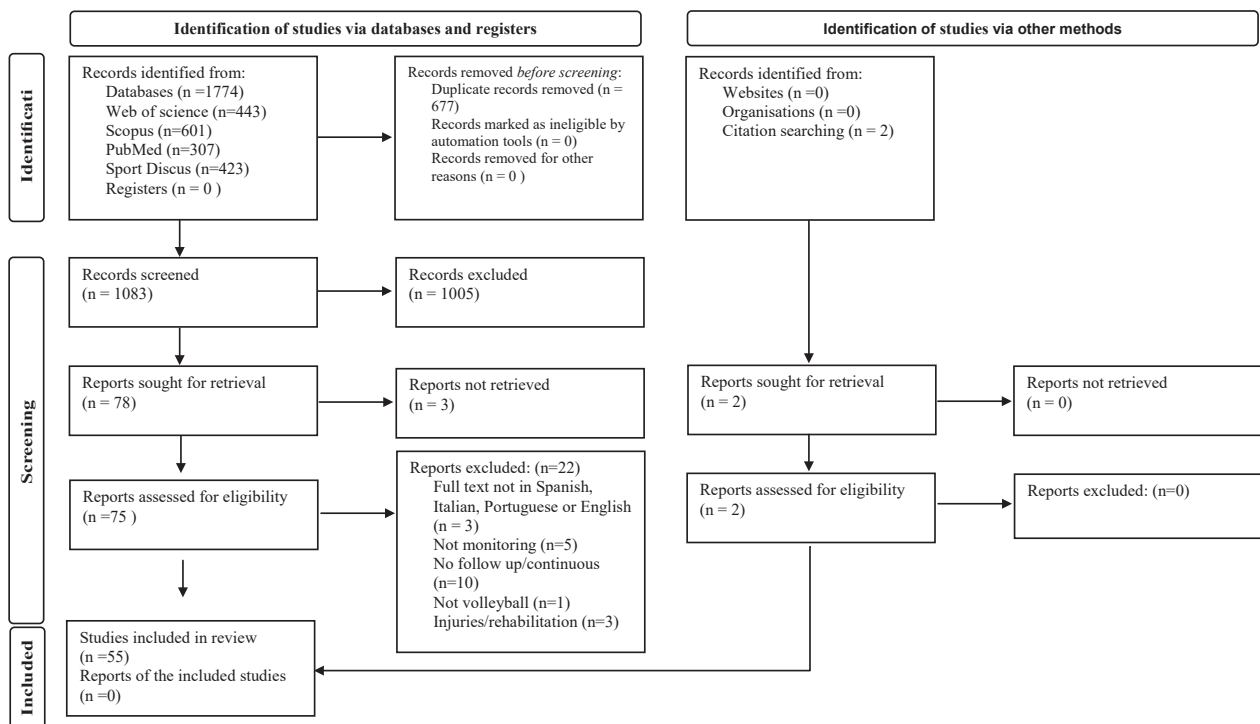 Identification of studies via databases and registers
Identification of studies via other methods
Identificati
Records identified from:
Databases (n =1774)
Web of science (n=443)
Scopus (n=601)
PubMed (n=307)
Sport Discus (n=423)
Registers (n = 0 )
Records removed before screening:
Duplicate records removed (n =
677)
Records marked as ineligible by
automation tools (n = 0)
Records removed for other
reasons (n = 0 )
Records identified from:
Websites (n =0)
Organisations (n =0)
Citation searching (n = 2)
Screening
Records screened
(n = 1083)
Records excluded
(n = 1005)
Reports sought for retrieval
(n = 78)
Reports not retrieved
(n = 3)
Reports sought for retrieval
(n = 2)
Reports not retrieved
(n = 0)
Reports assessed for eligibility
(n =75 )
Reports excluded: (n=22)
Full text not in Spanish,
Italian, Portuguese or English
(n = 3)
Not monitoring (n=5)
No follow up/continuous
(n=10)
Not volleyball (n=1)
Injuries/rehabilitation (n=3)
Reports assessed for eligibility
(n = 2)
Reports excluded: (n=0)
Included
Studies included in review
(n =55)
Reports of the included studies
(n =0)